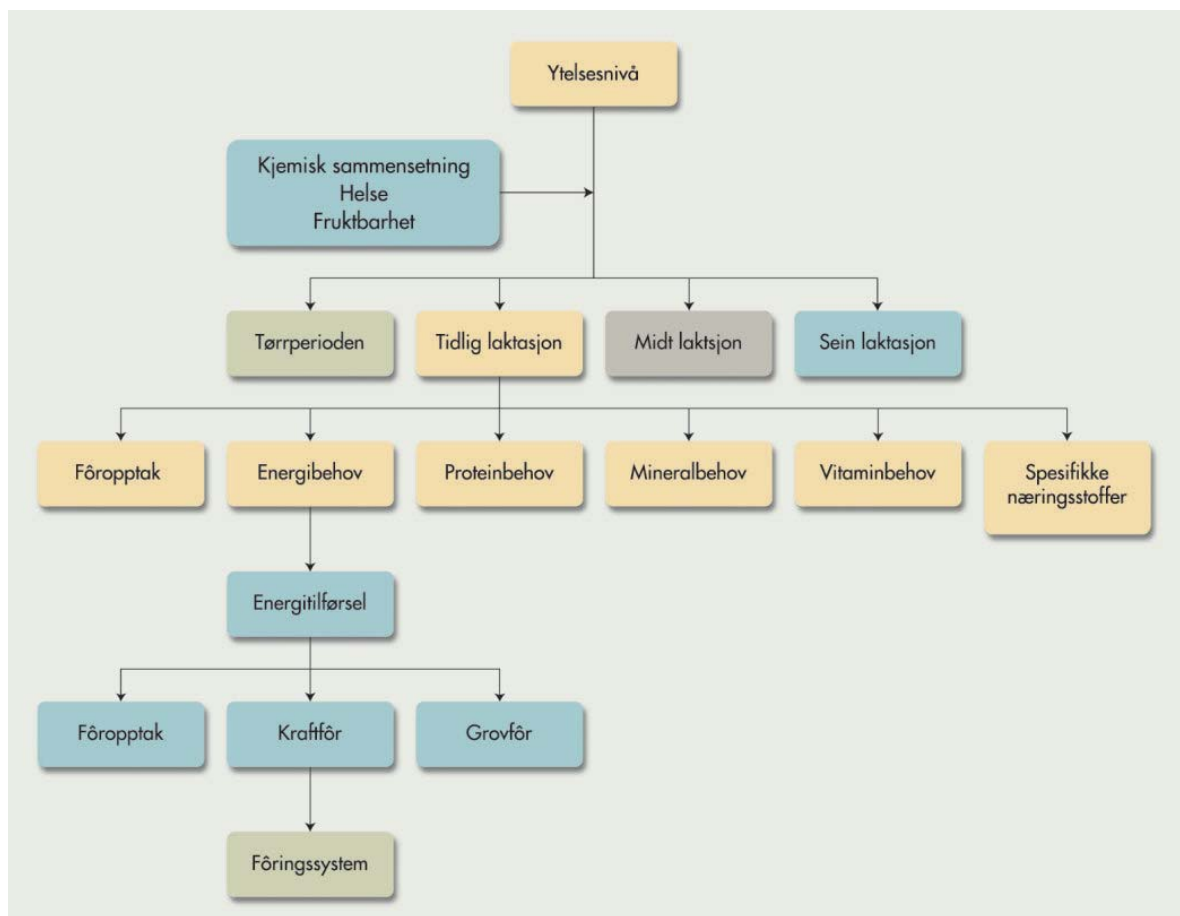 Ytelsesnivå
Kjemisk sammensetning
Helse
Fruktbarhet
Tørrperioden
Tidlig laktasjon
Midt laktsjon
Sein laktasjon
Fôropptak
Energibehov
Proteinbehov
Mineralbehov
Vitaminbehov
Spesifikke
næringsstoffer
Energitilførsel
Fôropptak
Kraftfôr
Grovfôr
Fôringssystem